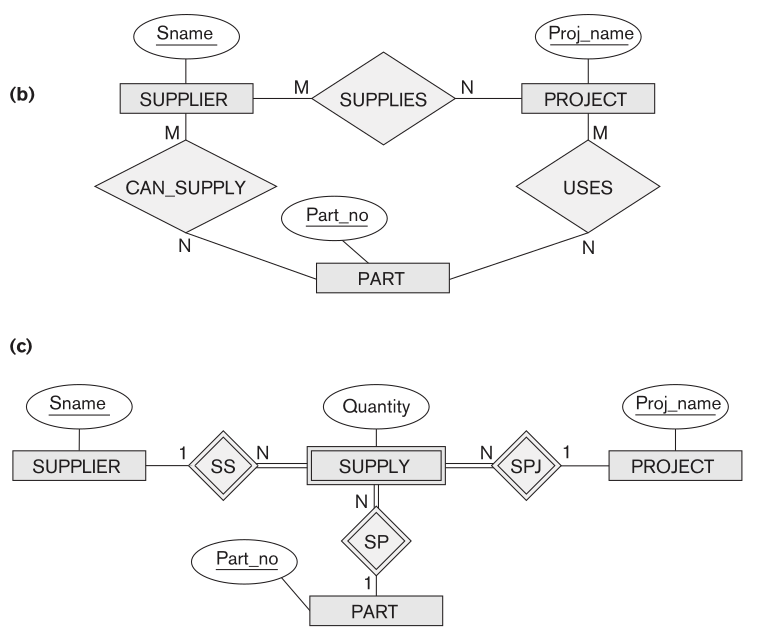 (b)
Sname
Proj_name
SUPPLIER
M
SUPPLIES
N
PROJECT
M
M
CAN_SUPPLY
USES
Part_no
N
N
PART
(c)
Sname
Quantity
Proj_name
SUPPLIER
1
SS
N
SUPPLY
N
SPJ
1
PROJECT
N
SP
Part_no
1
PART